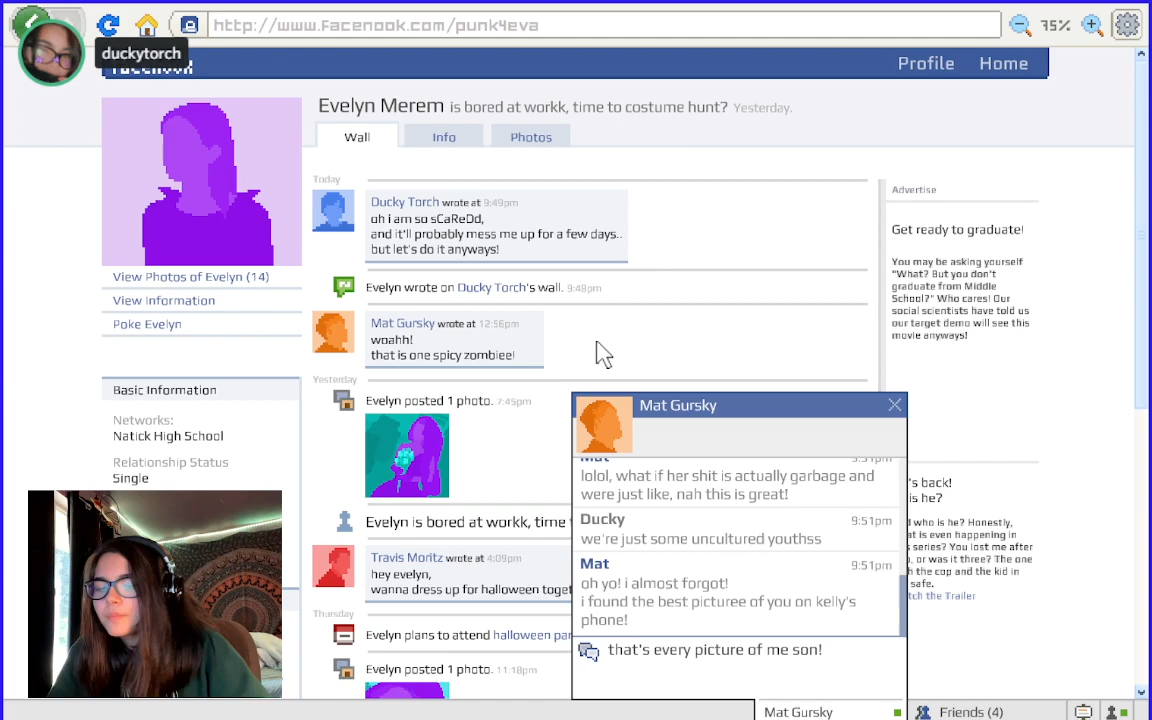 http://www.Facenook.com/punk4eva
75%
duckytorch
Profile Home
Evelyn Merem is bored at workk, time to costume hunt? Yesterday.
Wall Info Photos
Today
Ducky Torch wrote at 9:49pm
oh i am so sCaReDd,
and it'll probably mess me up for a few days..
but let's do it anyways!
Evelyn wrote on Ducky Torch's wall. 9:48pm
Mat Gursky wrote at 12:56pm
woahh!
that is one spicy zombiee!
Yesterday
Evelyn posted 1 photo. 7:45pm
Evelyn is bored at workk, time
Travis Moritz wrote at 4:09pm
hey evelyn,
wanna dress up for halloween toget
Thursday
Evelyn plans to attend halloween par
Evelyn posted 1 photo. 11:18pm
View Photos of Evelyn (14)
View Information
Poke Evelyn
Basic Information
Networks:
Natick High School
Relationship Status
Single
Advertise
Get ready to graduate!
You may be asking yourself
"What? But you don't
graduate from Middle
School?" Who cares! Our
social scientists have told us
our target demo will see this
movie anyways!
's back!
is he?
d who is he? Honestly,
at is even happening in
series? You lost me after
, or was it three? The one
h the cop and the kid in
safe.
tch the Trailer
Mat Gursky
Mat 9:51pm
lolol, what if her shit is actually garbage and
were just like, nah this is great!
Ducky 9:51pm
we're just some uncultured youthss
Mat 9:51pm
oh yo! i almost forgot!
i found the best picturee of you on kelly's
phone!
that's every picture of me son!
Mat Gursky
Friends (4)